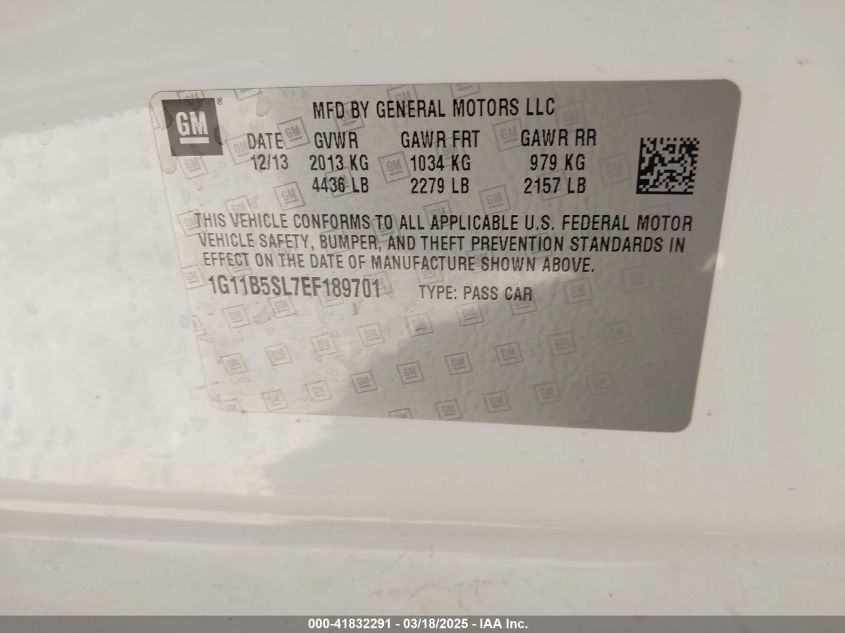 GM ® MFD BY GENERAL MOTORS LLC
DATE GVWR GAWR FRT GAWR RR
12/13 2013 KG 1034 KG 979 KG
4436 LB 2279 LB 2157 LB
THIS VEHICLE CONFORMS TO ALL APPLICABLE U.S. FEDERAL MOTOR
VEHICLE SAFETY, BUMPER, AND THEFT PREVENTION STANDARDS IN
EFFECT ON THE DATE OF MANUFACTURE SHOWN ABOVE.
1G11B5SL7EF189701 TYPE: PASS CAR
000-41832291 - 03/18/2025 - IAA Inc.